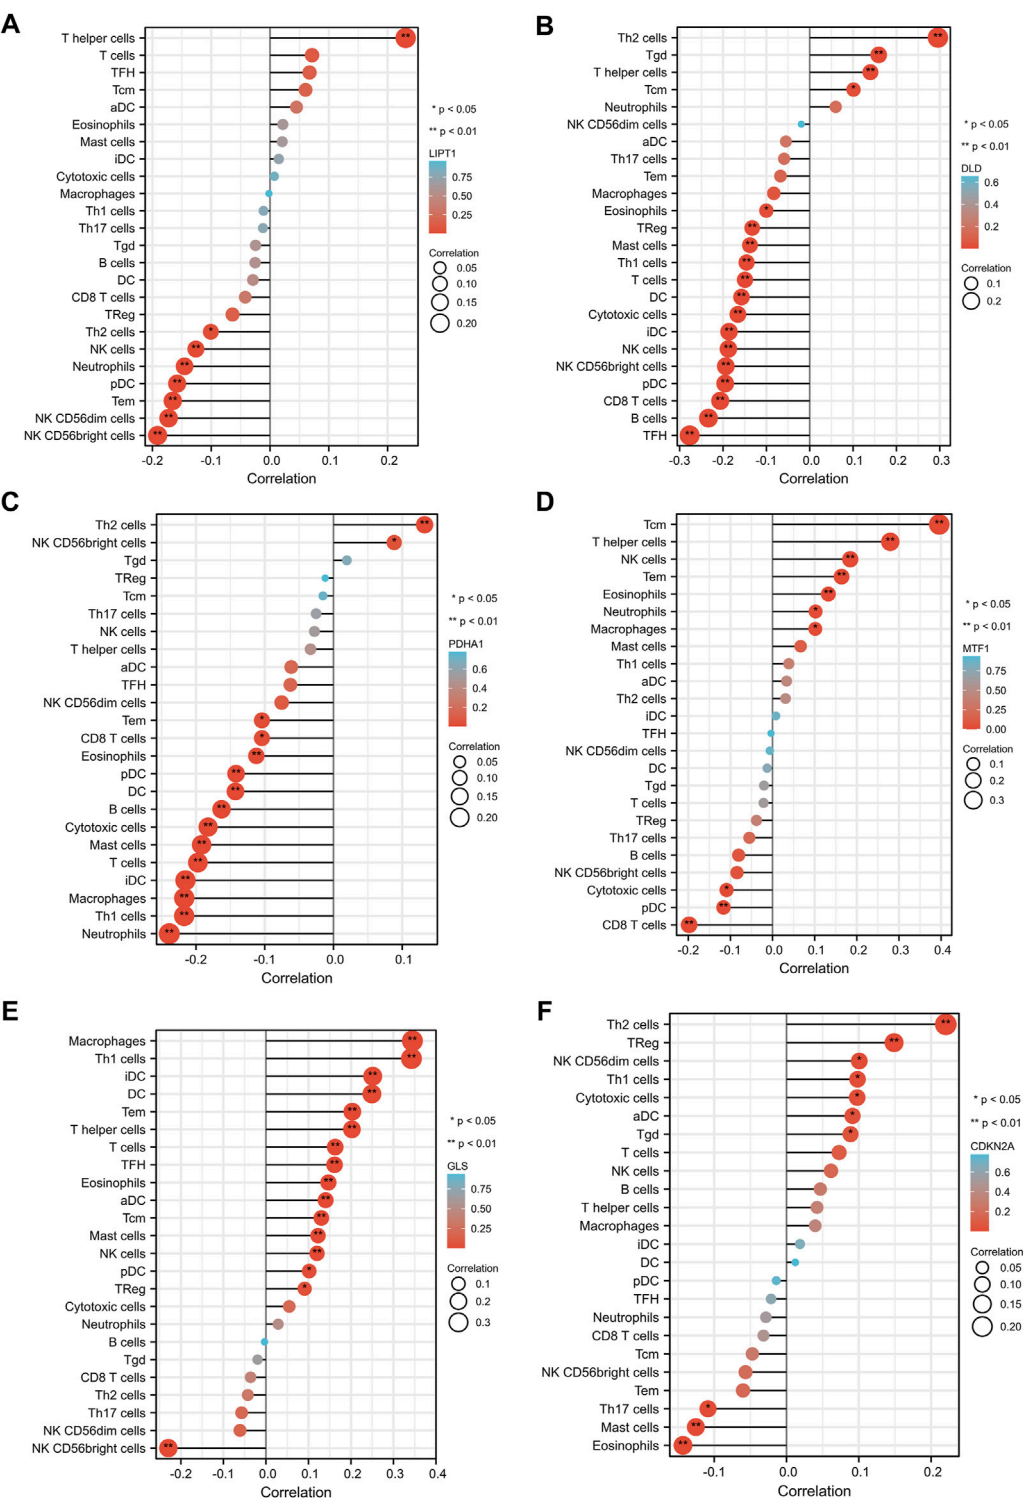 A
T helper cells
T cells
TFH
Tcm
aDC
Eosinophils
Mast cells
iDC
Cytotoxic cells
Macrophages
Th1 cells
Th17 cells
Tgd
B cells
DC
CD8 T cells
TReg
Th2 cells
NK cells
Neutrophils
pDC
Tem
NK CD56dim cells
NK CD56bright cells
-0.2 -0.1 0.0 0.1 0.2
Correlation
* p < 0.05
** p < 0.01
LIPT1
0.75
0.50
0.25
Correlation
0.05
0.10
0.15
0.20
B
Th2 cells
Tgd
T helper cells
Tcm
Neutrophils
NK CD56dim cells
aDC
Th17 cells
Tem
Macrophages
Eosinophils
TReg
Mast cells
Th1 cells
T cells
DC
Cytotoxic cells
iDC
NK cells
NK CD56bright cells
pDC
CD8 T cells
B cells
TFH
-0.3 -0.2 -0.1 0.0 0.1 0.2 0.3
Correlation
* p < 0.05
** p < 0.01
DLD
0.6
0.4
0.2
Correlation
0.1
0.2
C
Th2 cells
NK CD56bright cells
Tgd
TReg
Tcm
Th17 cells
NK cells
T helper cells
aDC
TFH
NK CD56dim cells
Tem
CD8 T cells
Eosinophils
pDC
DC
B cells
Cytotoxic cells
Mast cells
T cells
iDC
Macrophages
Th1 cells
Neutrophils
-0.2 -0.1 0.0 0.1
Correlation
* p < 0.05
** p < 0.01
PDHA1
0.6
0.4
0.2
Correlation
0.05
0.10
0.15
0.20
D
Tcm
T helper cells
NK cells
Tem
Eosinophils
Neutrophils
Macrophages
Mast cells
Th1 cells
aDC
Th2 cells
iDC
TFH
NK CD56dim cells
DC
Tgd
T cells
TReg
Th17 cells
B cells
NK CD56bright cells
Cytotoxic cells
pDC
CD8 T cells
-0.2 -0.1 0.0 0.1 0.2 0.3 0.4
Correlation
* p < 0.05
** p < 0.01
MTF1
0.75
0.50
0.25
0.00
Correlation
0.1
0.2
0.3
E
Macrophages
Th1 cells
iDC
DC
Tem
T helper cells
T cells
TFH
Eosinophils
aDC
Tcm
Mast cells
NK cells
pDC
TReg
Cytotoxic cells
Neutrophils
B cells
Tgd
CD8 T cells
Th2 cells
Th17 cells
NK CD56dim cells
NK CD56bright cells
-0.2 -0.1 0.0 0.1 0.2 0.3 0.4
Correlation
* p < 0.05
** p < 0.01
GLS
0.75
0.50
0.25
Correlation
0.1
0.2
0.3
F
Th2 cells
TReg
NK CD56dim cells
Th1 cells
Cytotoxic cells
aDC
Tgd
T cells
NK cells
B cells
T helper cells
Macrophages
iDC
DC
pDC
TFH
Neutrophils
CD8 T cells
Tcm
NK CD56bright cells
Tem
Th17 cells
Mast cells
Eosinophils
-0.1 0.0 0.1 0.2
Correlation
* p < 0.05
** p < 0.01
CDKN2A
0.6
0.4
0.2
Correlation
0.05
0.10
0.15
0.20